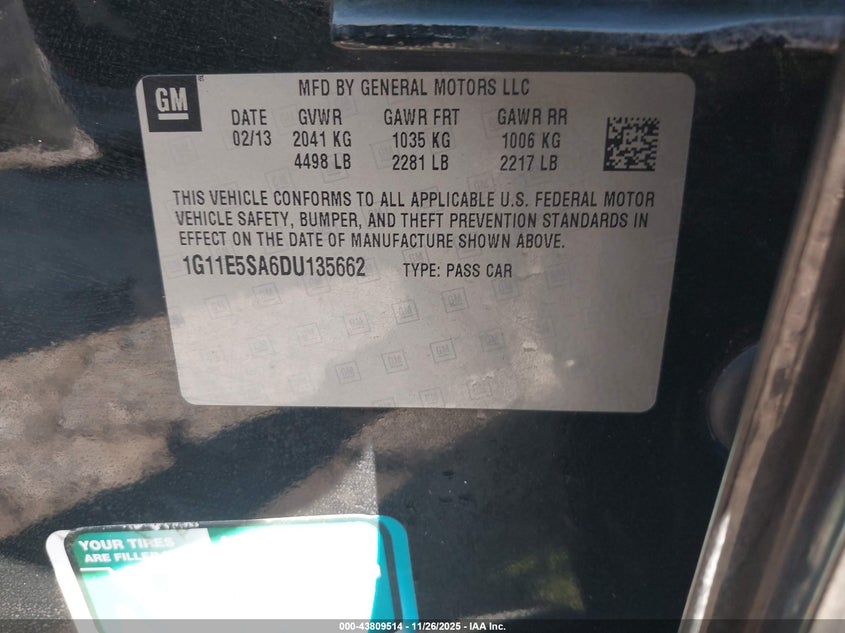 GM
MFD BY GENERAL MOTORS LLC
DATE GVWR GAWR FRT GAWR RR
02/13 2041 KG 1035 KG 1006 KG
4498 LB 2281 LB 2217 LB
THIS VEHICLE CONFORMS TO ALL APPLICABLE U.S. FEDERAL MOTOR
VEHICLE SAFETY, BUMPER, AND THEFT PREVENTION STANDARDS IN
EFFECT ON THE DATE OF MANUFACTURE SHOWN ABOVE.
1G11E5SA6DU135662 TYPE: PASS CAR
YOUR TIRES
ARE FILLED
000-43809514 - 11/26/2025 - IAA Inc.